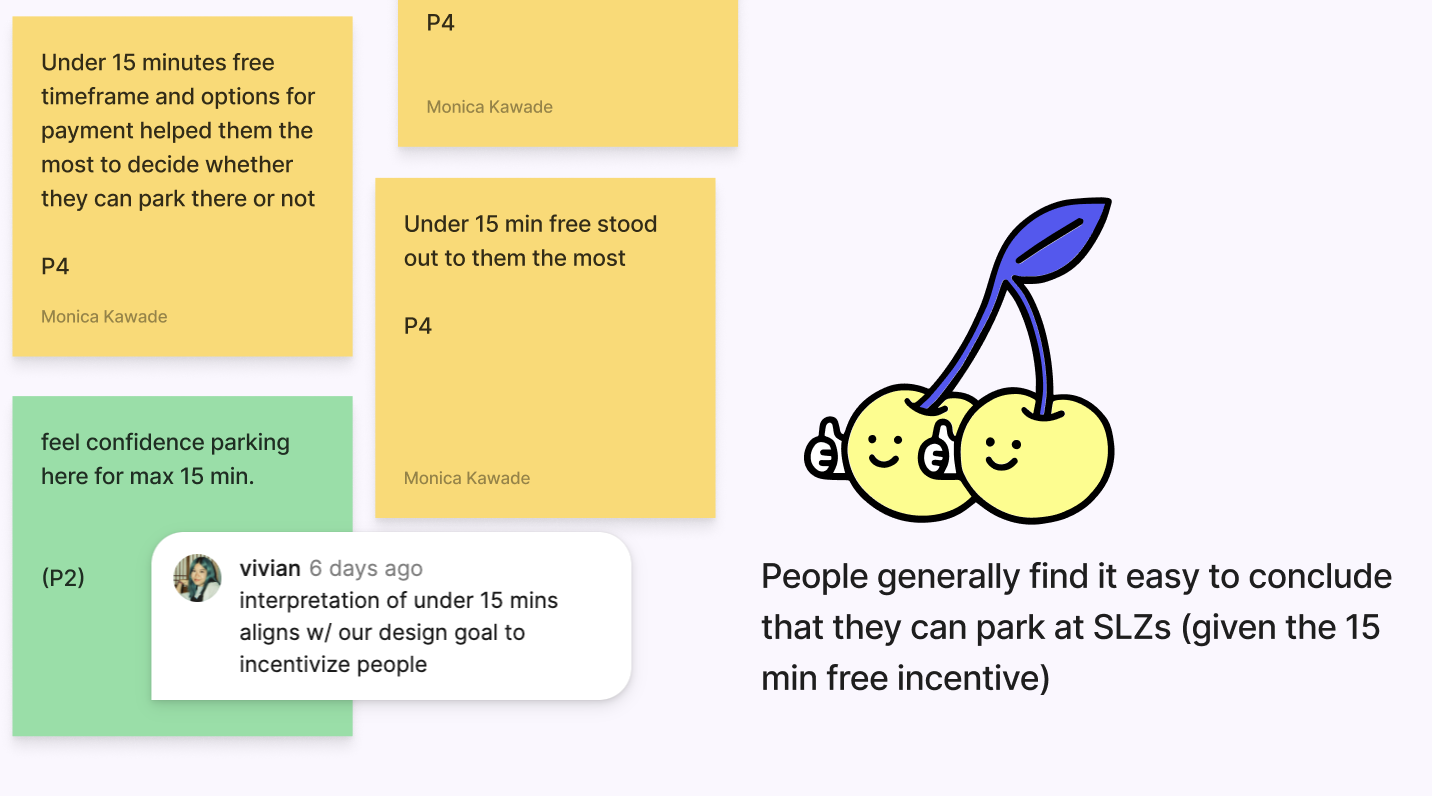 Under 15 minutes free
timeframe and options for
payment helped them the
most to decide whether
they can park there or not
P4
Monica Kawade
P4
Monica Kawade
Under 15 min free stood
out to them the most
P4
Monica Kawade
feel confidence parking
here for max 15 min.
(P2)
vivian 6 days ago
interpretation of under 15 mins
aligns w/ our design goal to
incentivize people
People generally find it easy to conclude
that they can park at SLZs (given the 15
min free incentive)